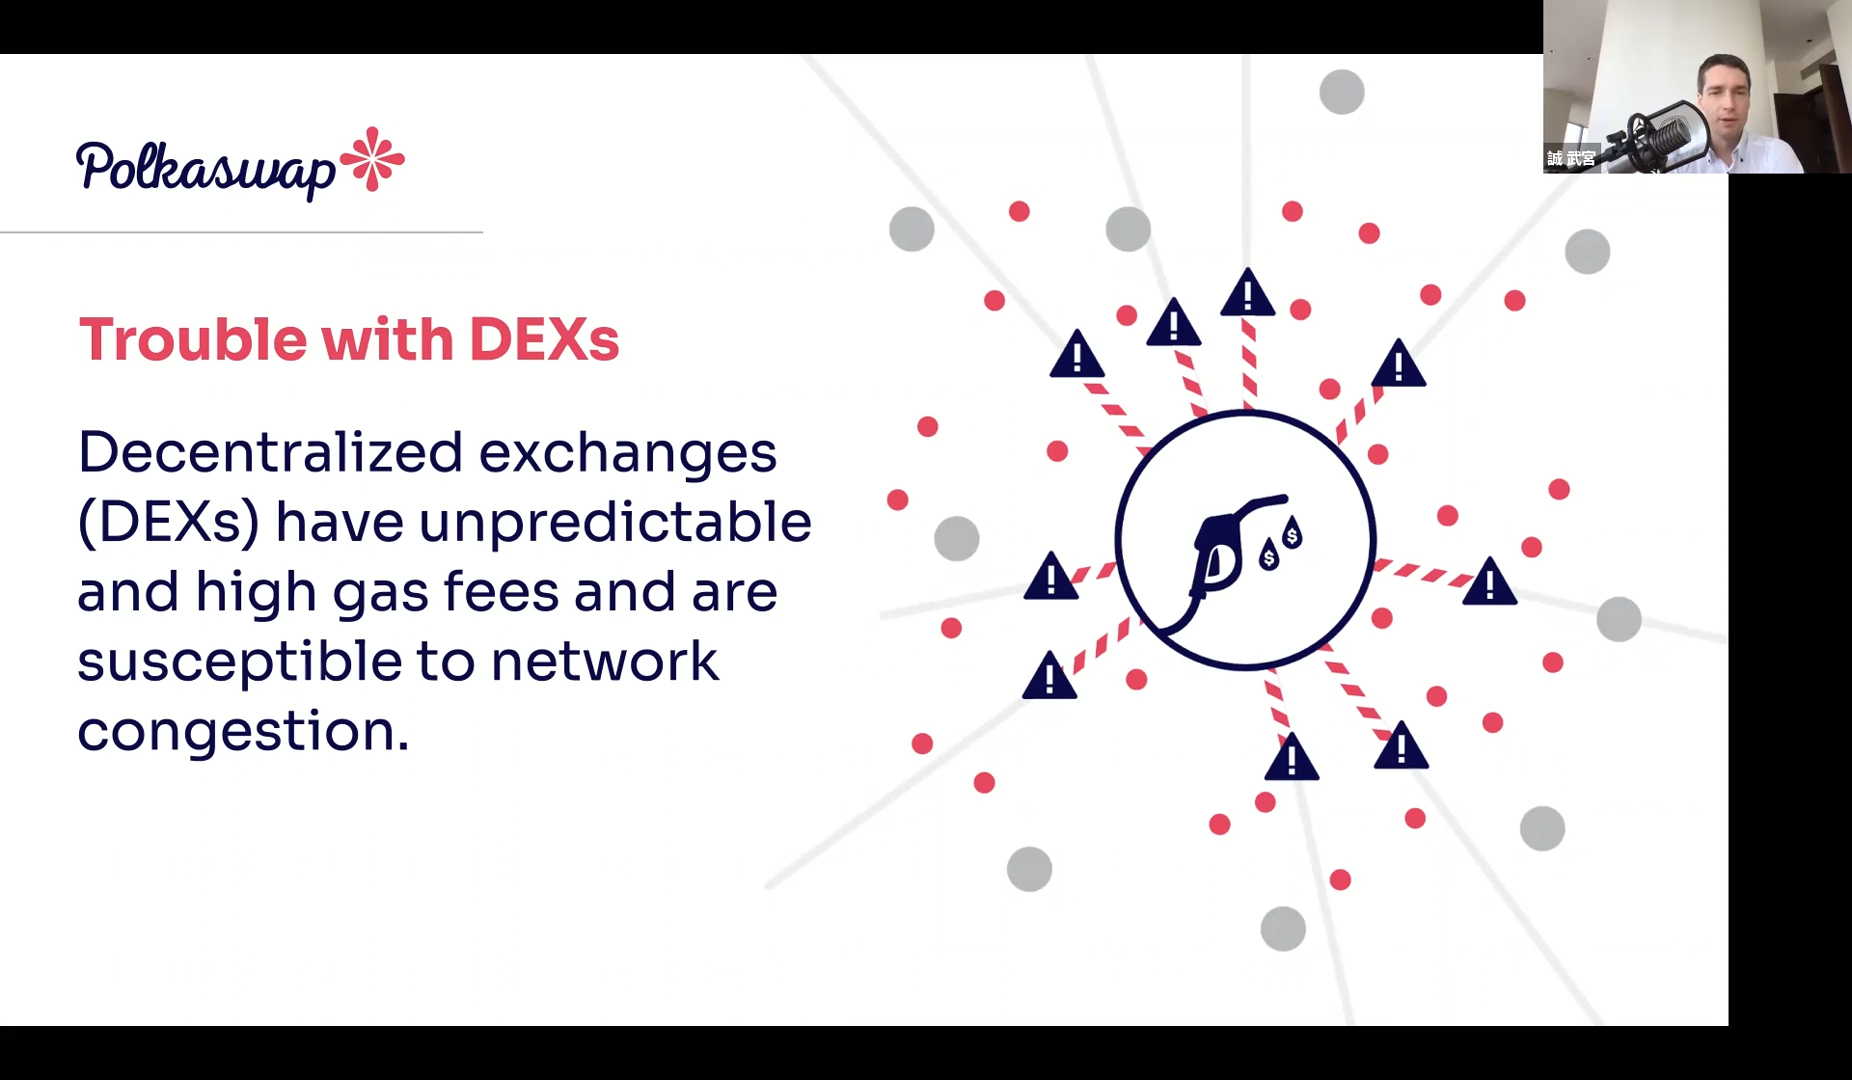 Polkaswap
Trouble with DEXs
Decentralized exchanges
(DEXs) have unpredictable
and high gas fees and are
susceptible to network
congestion.
$ $
誠 武宮